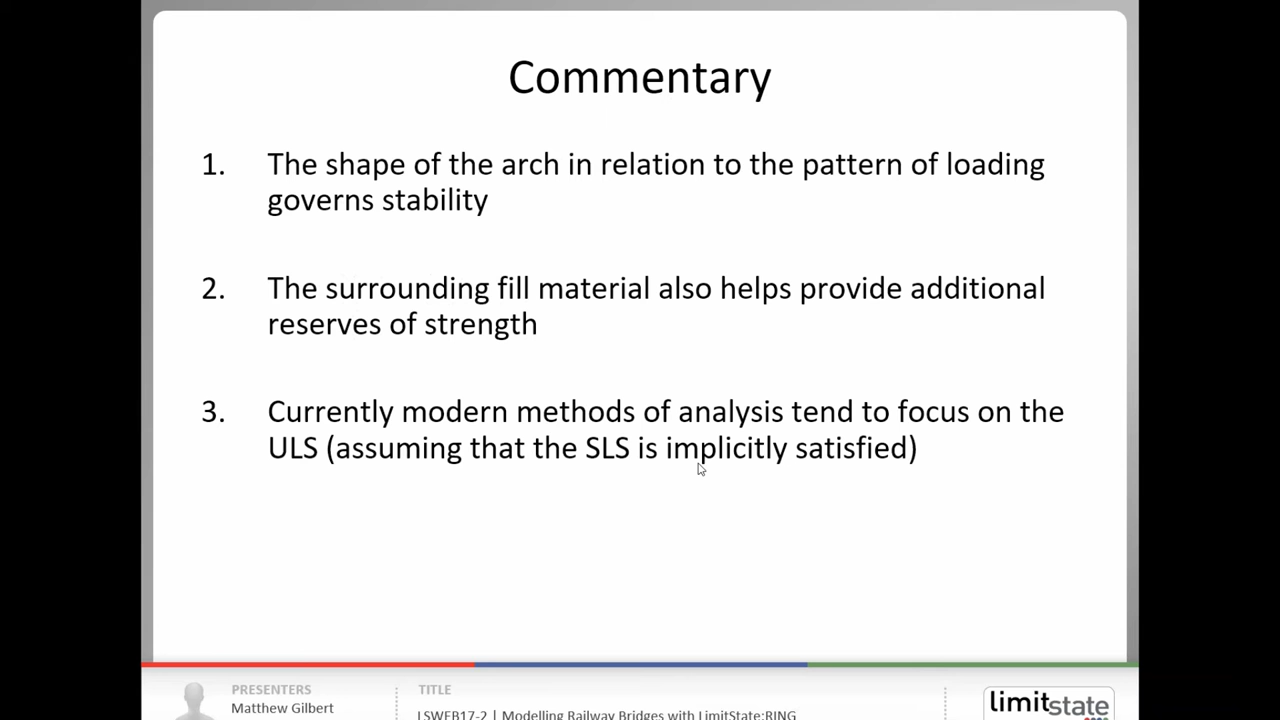 Commentary
1. The shape of the arch in relation to the pattern of loading
governs stability
2. The surrounding fill material also helps provide additional
reserves of strength
3. Currently modern methods of analysis tend to focus on the
ULS (assuming that the SLS is implicitly satisfied)
PRESENTERS
Matthew Gilbert
TITLE
LSWEB17-2 | Modelling Railway Bridges with LimitState:RING
limitstate